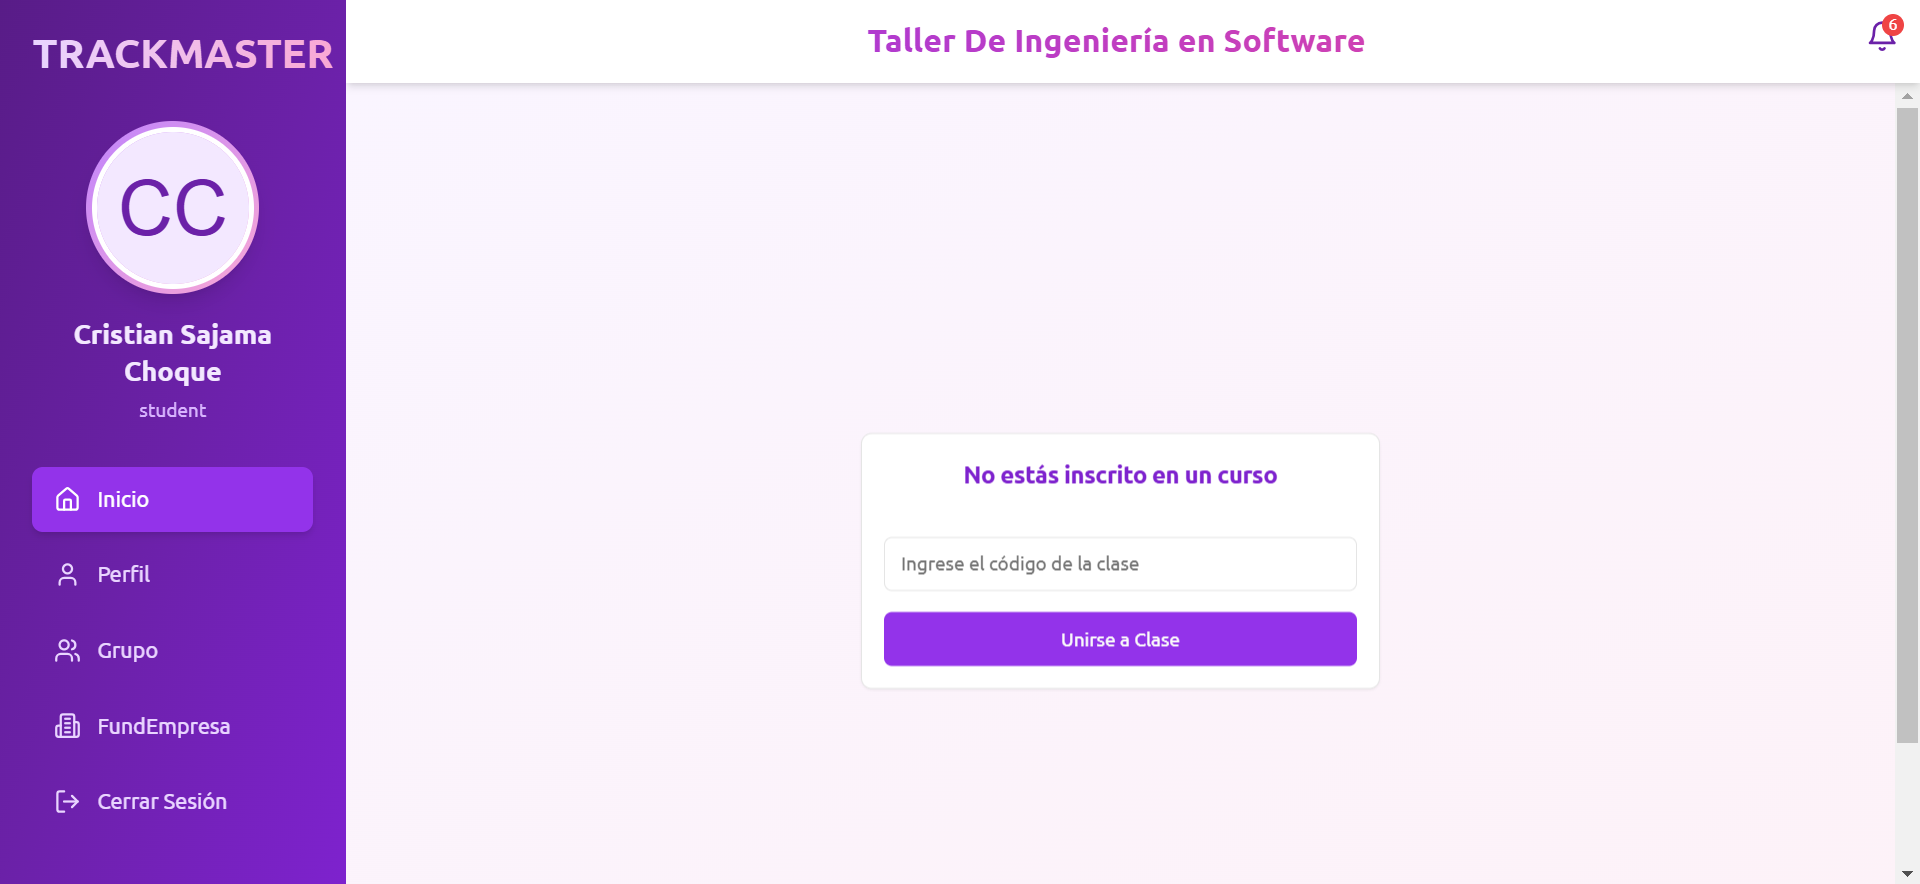 TRACKMASTER
CC
Cristian Sajama
Choque
student
Inicio
Perfil
Grupo
FundEmpresa
Cerrar Sesión
Taller De Ingeniería en Software
6
No estás inscrito en un curso
Ingrese el código de la clase
Unirse a Clase